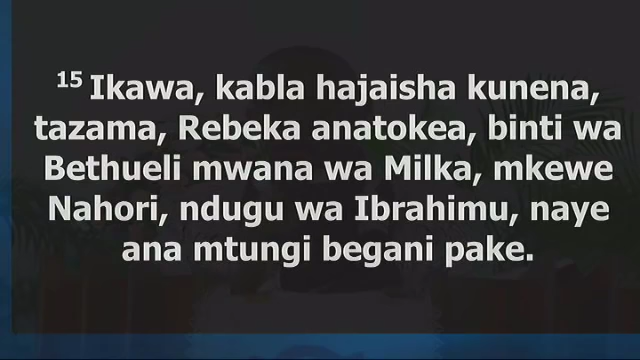 15 Ikawa, kabla hajaisha kunena,
tazama, Rebeka anatokea, binti wa
Bethueli mwana wa Milka, mkewe
Nahori, ndugu wa Ibrahimu, naye
ana mtungi begani pake.